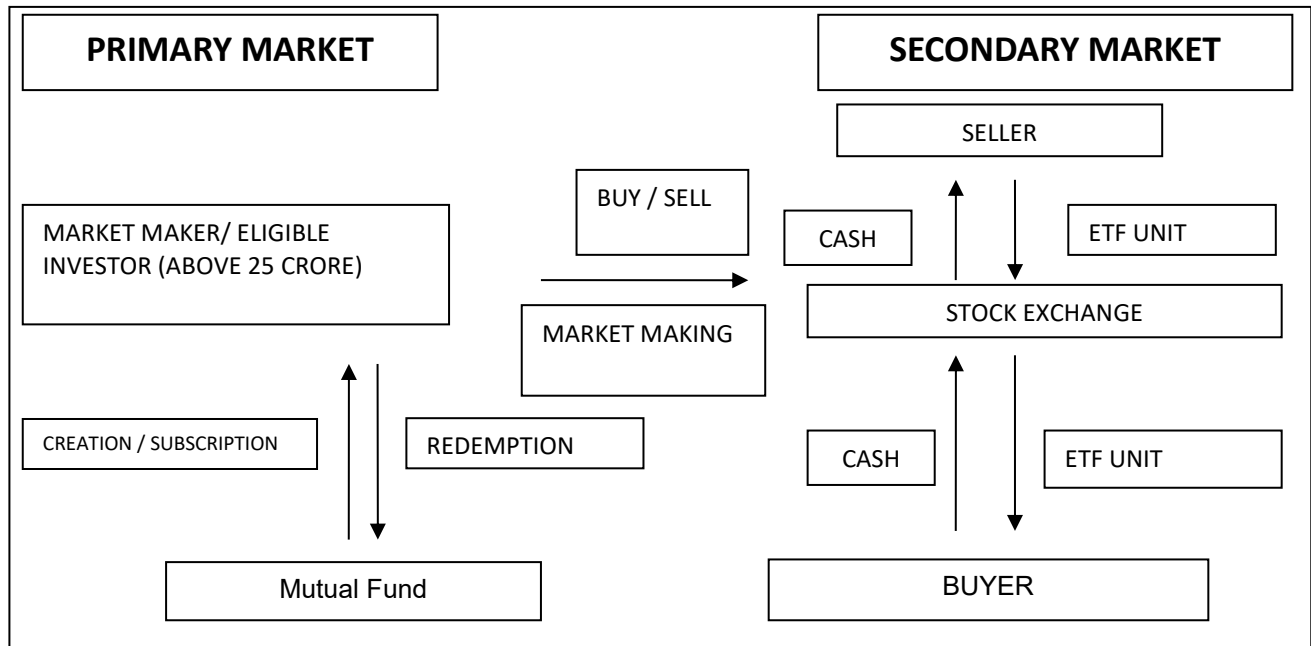 PRIMARY MARKET
SECONDARY MARKET
SELLER
BUY / SELL
CASH
ETF UNIT
MARKET MAKER/ ELIGIBLE
INVESTOR (ABOVE 25 CRORE)
STOCK EXCHANGE
MARKET MAKING
CREATION / SUBSCRIPTION
REDEMPTION
CASH
ETF UNIT
Mutual Fund
BUYER